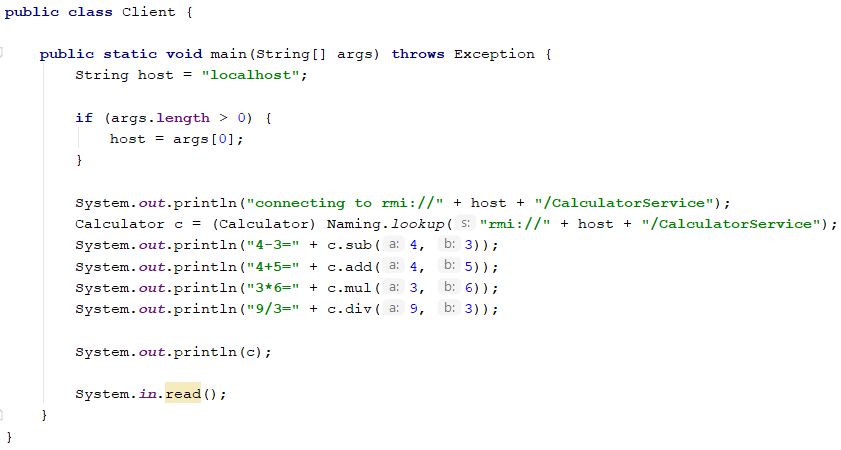 public class Client {
public static void main(String[] args) throws Exception {
String host = "localhost";
if (args.length > 0) {
host = args[0];
}
System.out.println("connecting to rmi://" + host + "/CalculatorService");
Calculator c = (Calculator) Naming.lookup( s: "rmi://" + host + "/CalculatorService");
System.out.println("4-3=" + c.sub( a: 4, b: 3));
System.out.println("4+5=" + c.add( a: 4, b: 5));
System.out.println("3*6=" + c.mul( a: 3, b: 6));
System.out.println("9/3=" + c.div( a: 9, b: 3));
System.out.println(c);
System.in.read();
}
}